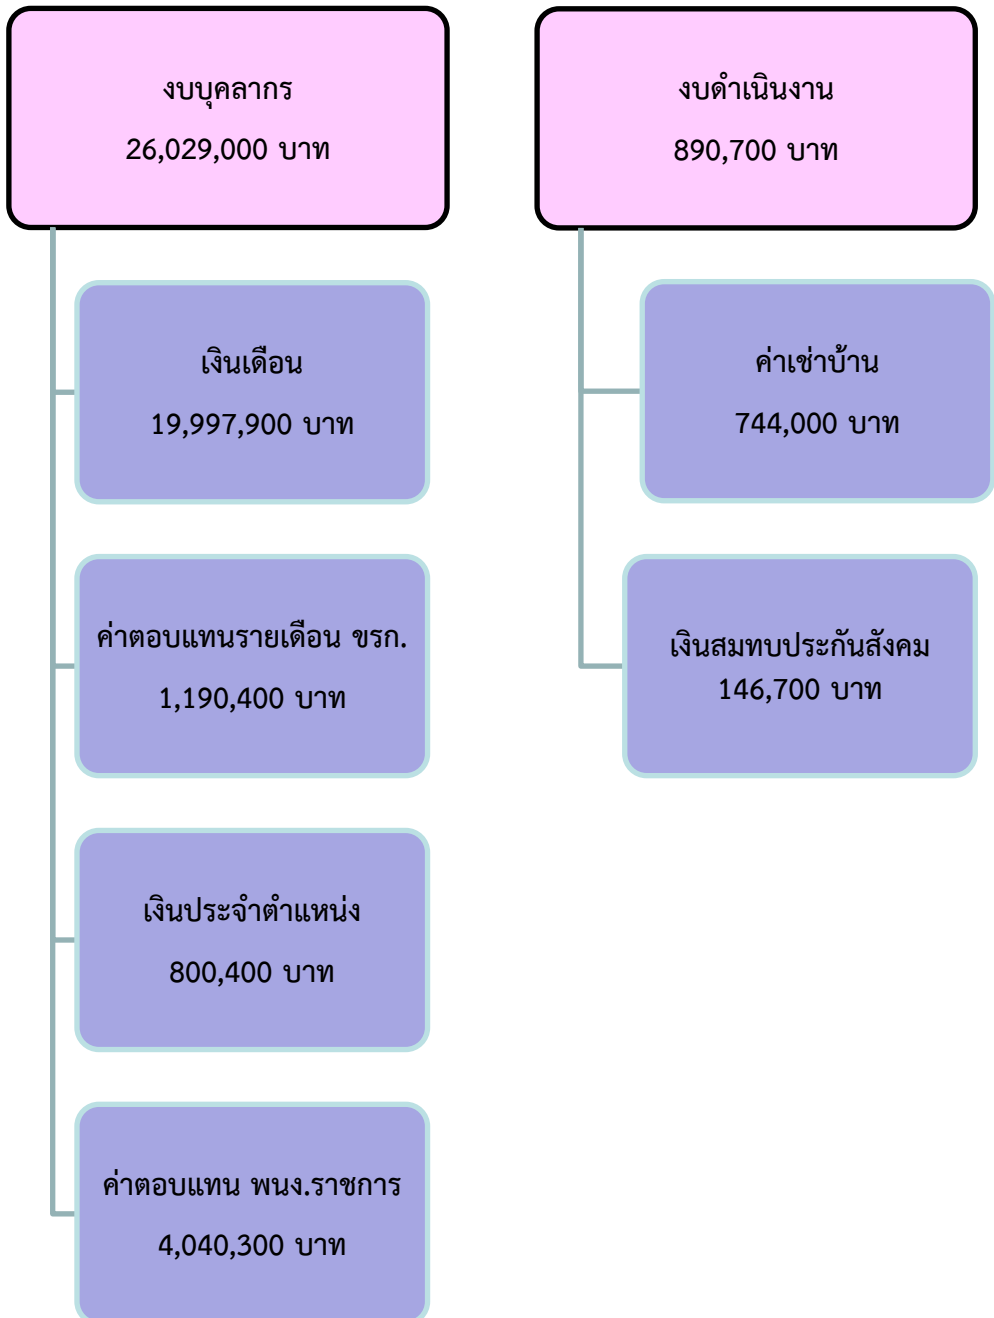 งบบุคลากร
26,029,000 บาท
เงินเดือน
19,997,900 บาท
ค่าตอบแทนรายเดือน ขรก.
1,190,400 บาท
เงินประจำตำแหน่ง
800,400 บาท
ค่าตอบแทน พนง.ราชการ
4,040,300 บาท
งบดำเนินงาน
890,700 บาท
ค่าเช่าบ้าน
744,000 บาท
เงินสมทบประกันสังคม
146,700 บาท